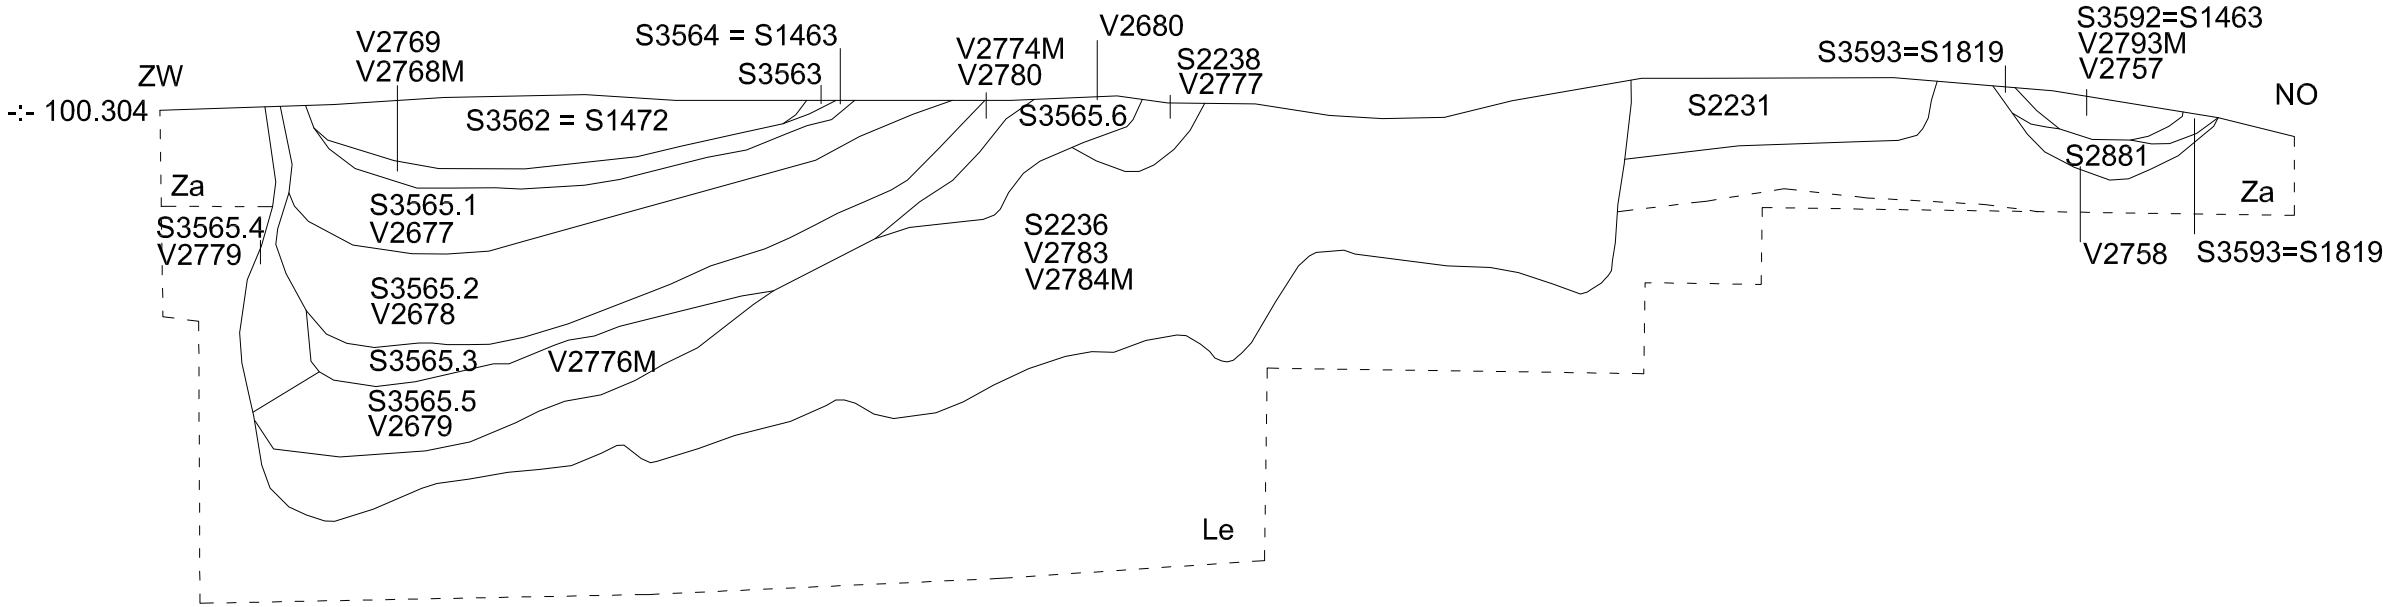 ZW
-:- 100.304
V2769
V2768M
S3564 = S1463
S3563
S3562 = S1472
V2774M
V2780
V2680
S2238
V2777
S3565.6
S2231
S3593=S1819
S3592=S1463
V2793M
V2757
NO
Za
S3565.4
V2779
S3565.1
V2677
S3565.2
V2678
S3565.3
V2776M
S3565.5
V2679
S2236
V2783
V2784M
S2881
Za
V2758
S3593=S1819
Le